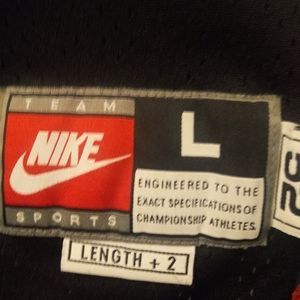 TEAM
NIKE
SPORTS
L
ENGINEERED TO THE
EXACT SPECIFICATIONS OF
CHAMPIONSHIP ATHLETES.
LENGTH + 2